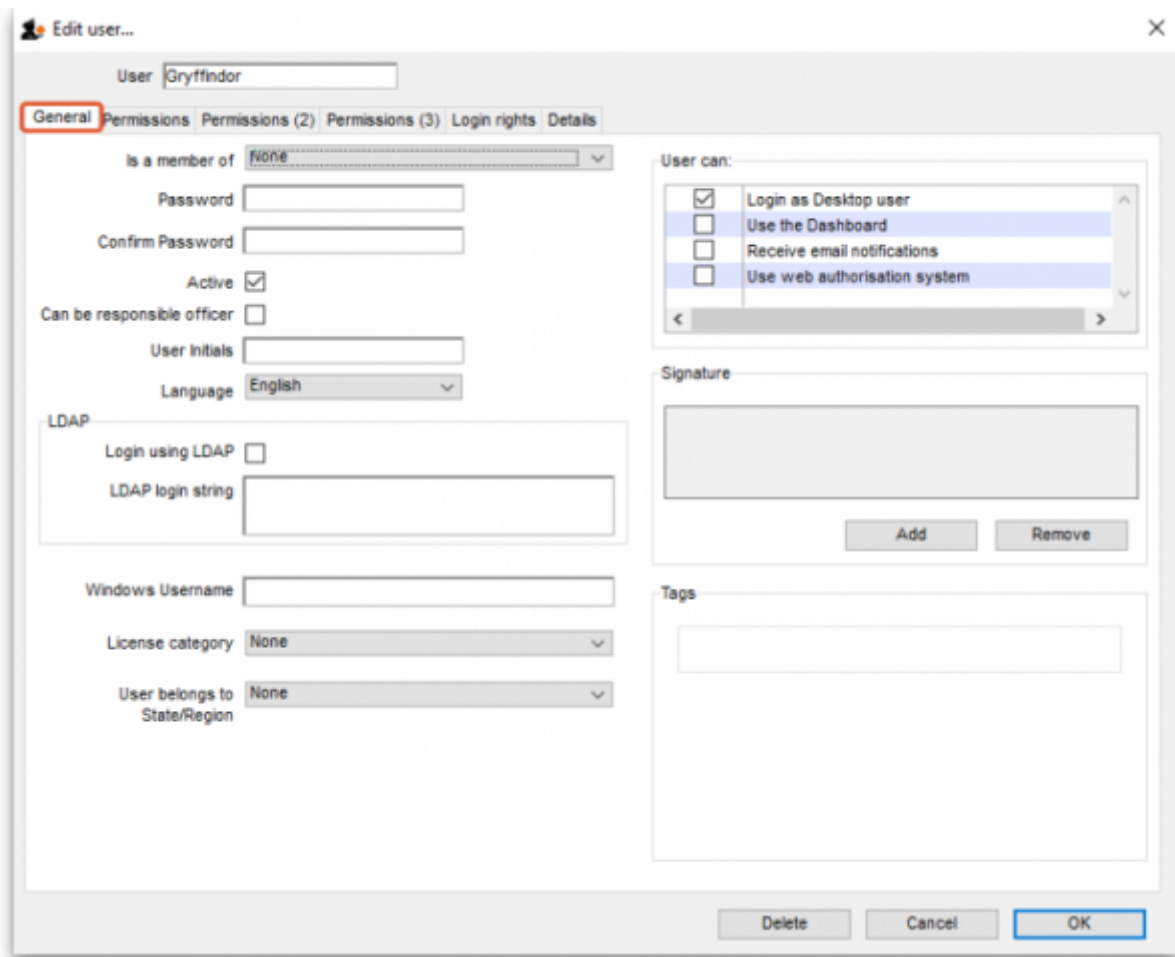 Edit user...
User Gryffindor
General Permissions Permissions (2) Permissions (3) Login rights Details
Is a member of None
Password
Confirm Password
Active
Can be responsible officer
User Initials
Language English
LDAP
Login using LDAP
LDAP login string
Windows Username
License category None
User belongs to None
State/Region
User can:
Login as Desktop user
Use the Dashboard
Receive email notifications
Use web authorisation system
Signature
Add Remove
Tags
Delete Cancel OK